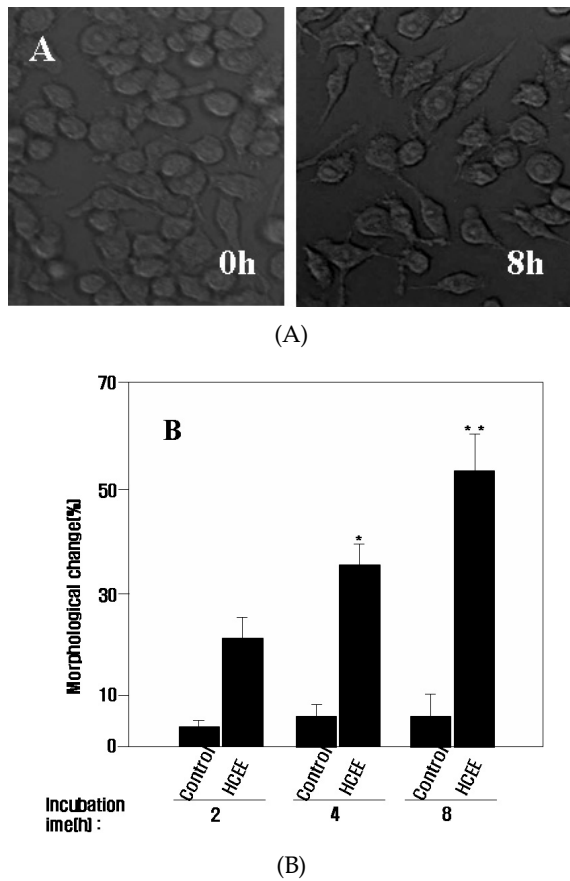 A
0h
8h
(A)
B
Morphological change(%)
70
50
30
10
0
* *
*
Control HCEE Control HCEE Control HCEE
Incubation
ime(h) :
2 4 8
(B)